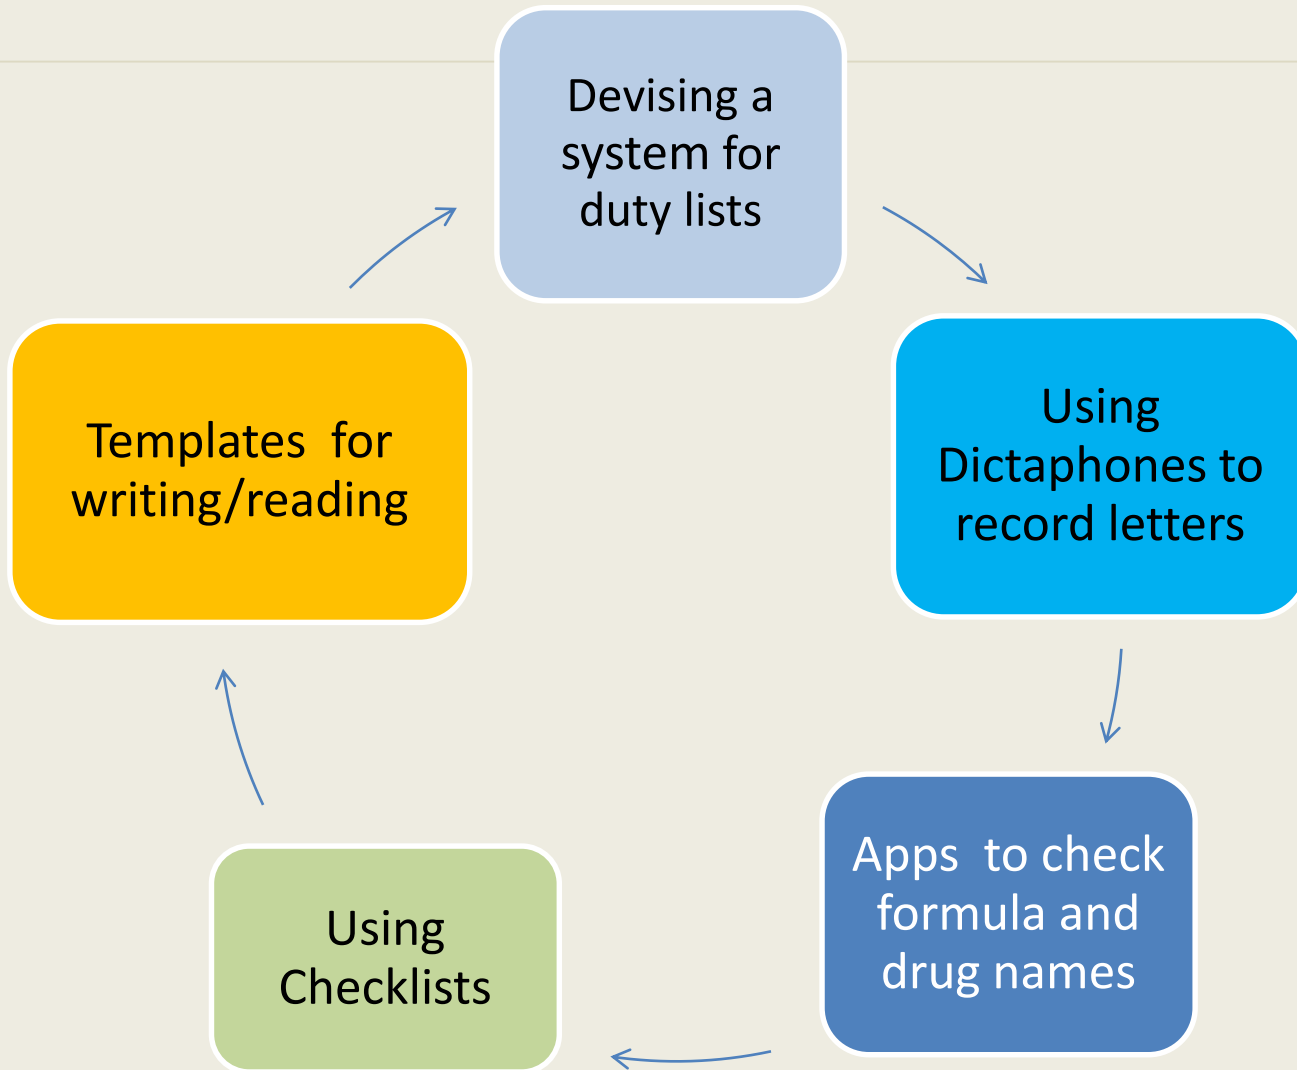 Devising a
system for
duty lists
Using
Dictaphones to
record letters
Apps  to check
formula and
drug names
Using
Checklists
Templates  for
writing/reading